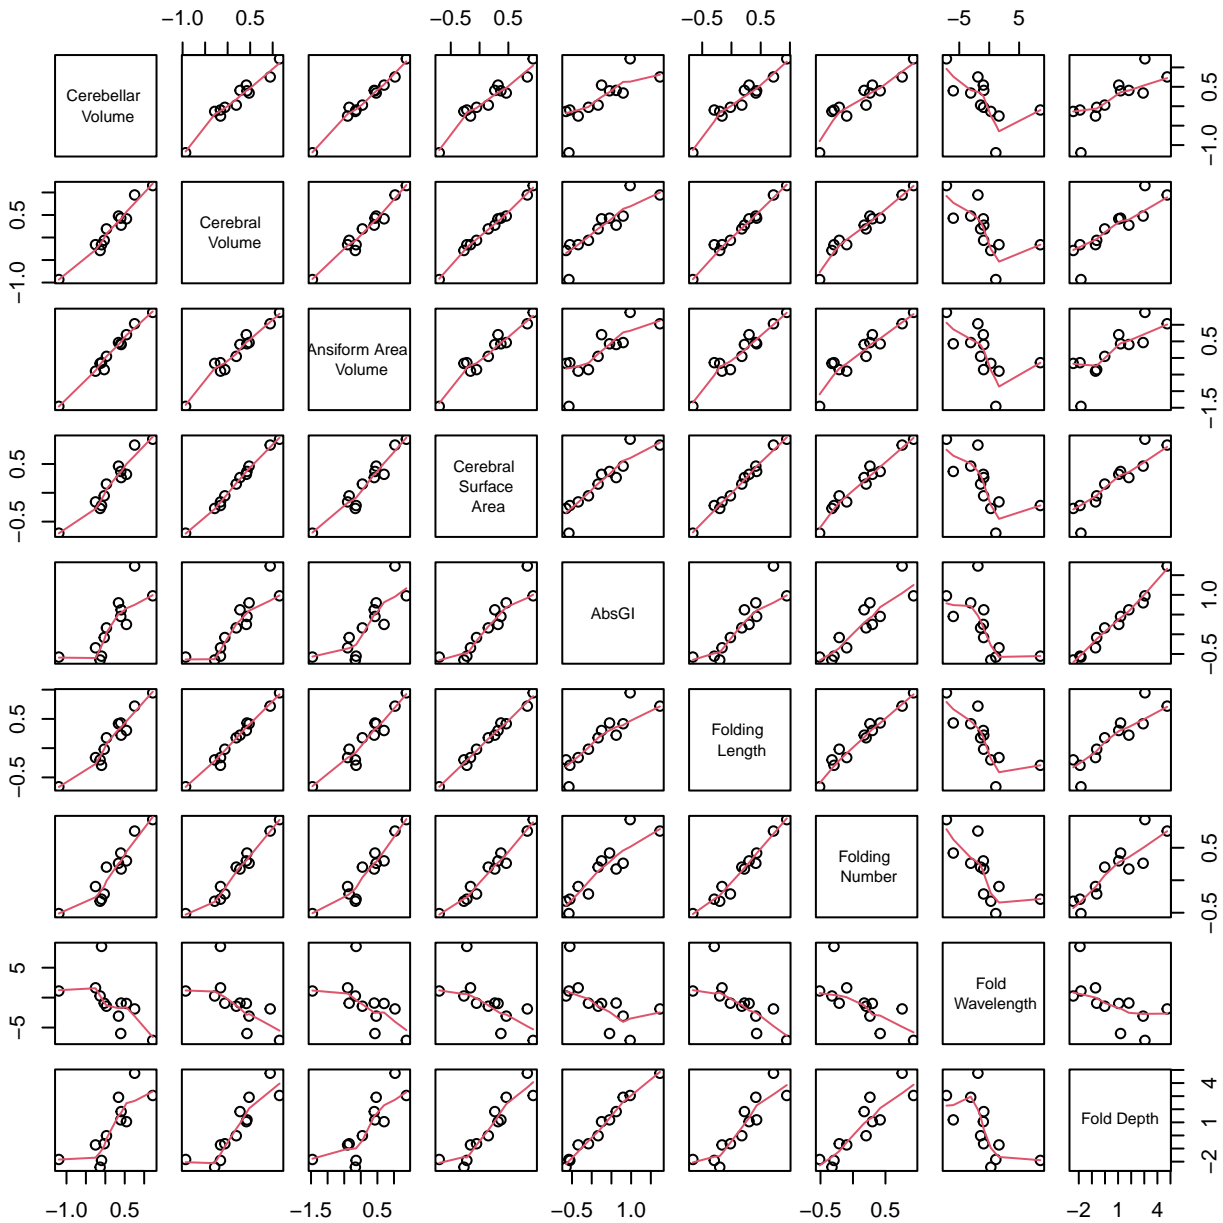 −1.0 0.5
−0.5 0.5
−0.5 0.5
−5 5
Cerebellar
Volume
−1.0 0.5
−1.0 0.5
Cerebral
Volume
Ansiform Area
Volume
−1.5 0.5
−0.5 0.5
Cerebral
Surface
Area
AbsGI
−0.5 1.0
−0.5 0.5
Folding
Length
Folding
Number
−0.5 0.5
−5 5
Fold
Wavelength
Fold Depth
−2 1 4
−1.0 0.5
−1.5 0.5
−0.5 1.0
−0.5 0.5
−2 1 4